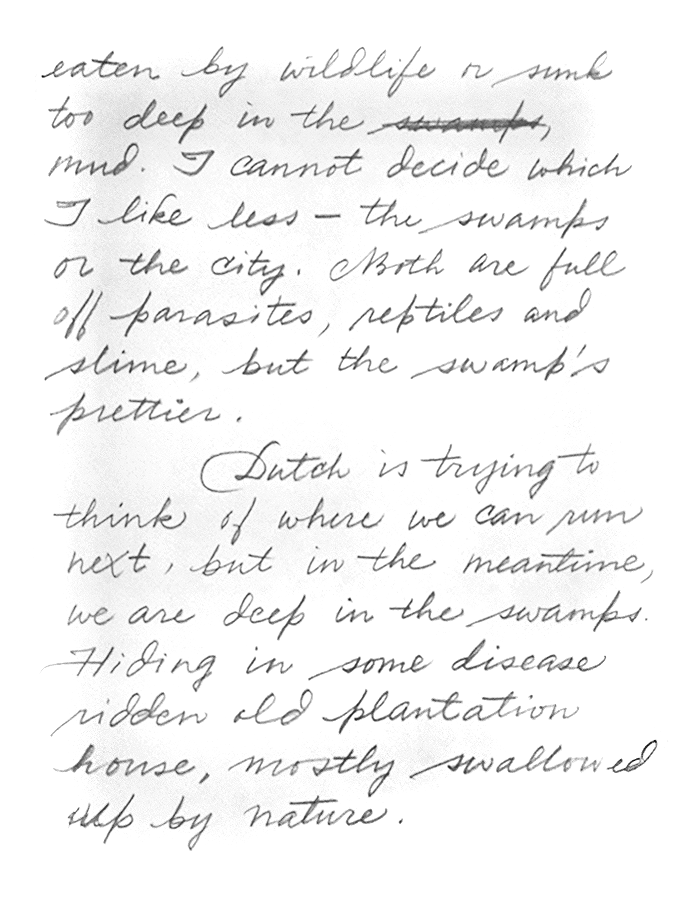 eaten by wildlife or sunk
too deep in the swamps,
mud. I cannot decide which
I like less – the swamps
or the city. Both are full
off parasites, reptiles and
slime, but the swamp's
prettier.
Dutch is trying to
think of where we can run
next, but in the meantime,
we are deep in the swamps.
Hiding in some disease
ridden old plantation
house, mostly swallowed
up by nature.